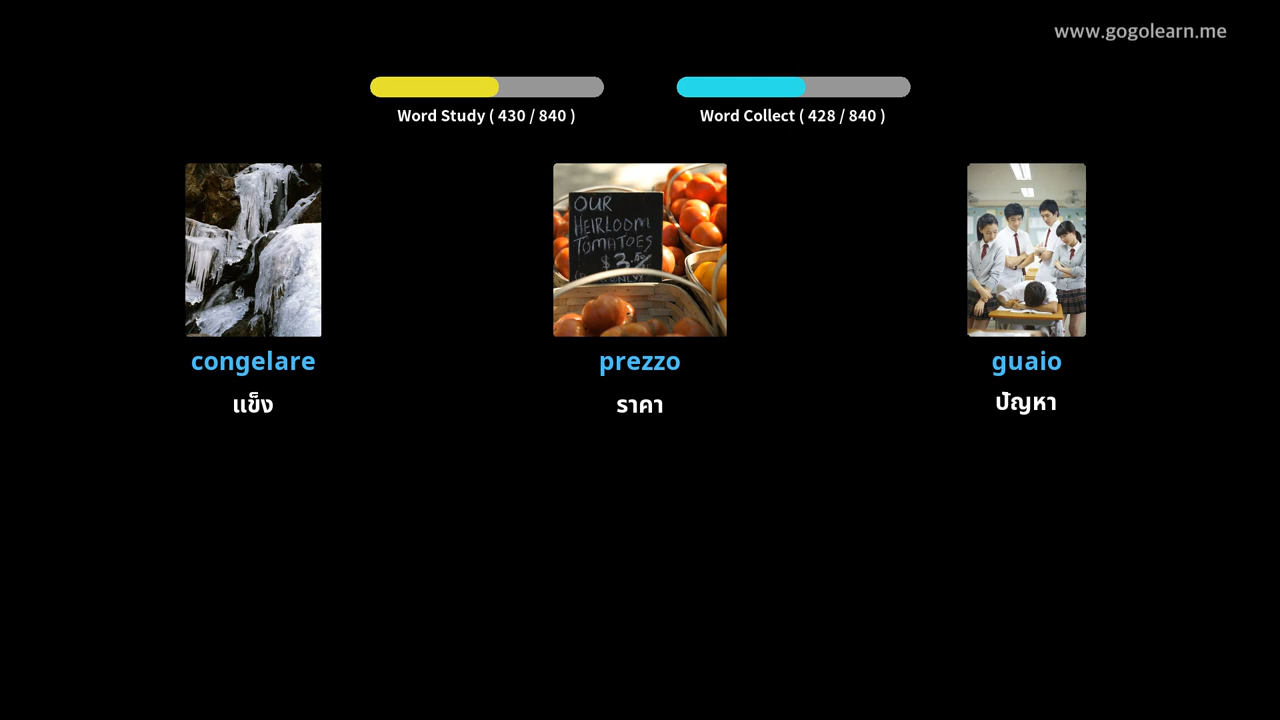 www.gogolearn.me
Word Study ( 430 / 840 )
Word Collect ( 428 / 840 )
OUR
HEIRLOOM
TOMATOES
congelare
prezzo
guaio
แข็ง
ราคา
ปัญหา